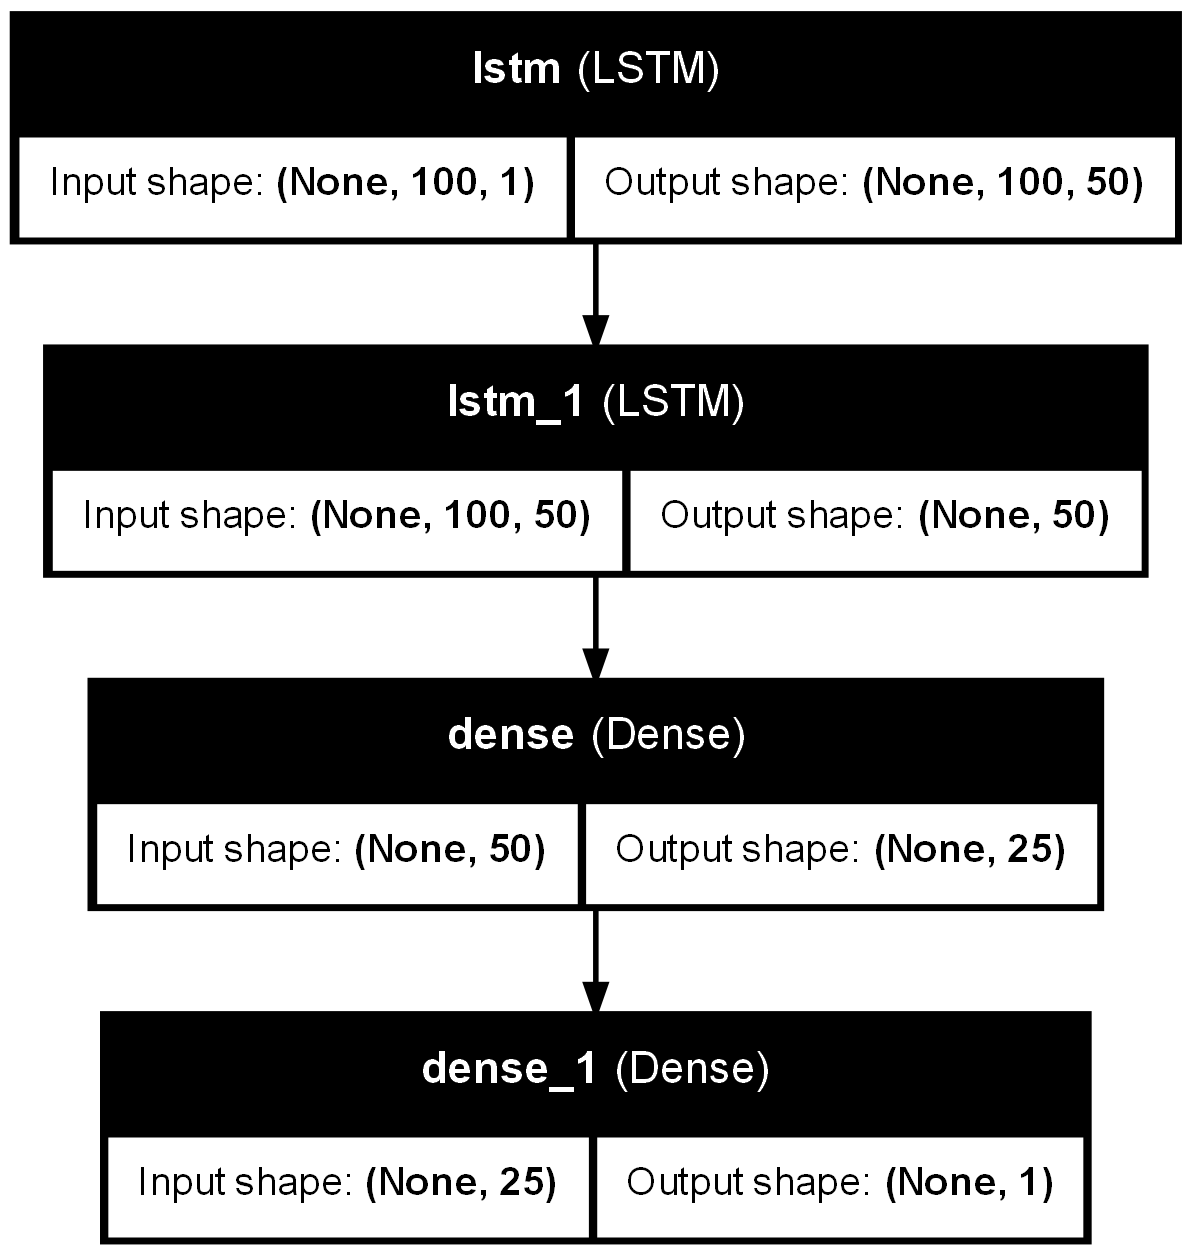 lstm (LSTM)
Input shape: (None, 100, 1) Output shape: (None, 100, 50)
lstm_1 (LSTM)
Input shape: (None, 100, 50) Output shape: (None, 50)
dense (Dense)
Input shape: (None, 50) Output shape: (None, 25)
dense_1 (Dense)
Input shape: (None, 25) Output shape: (None, 1)